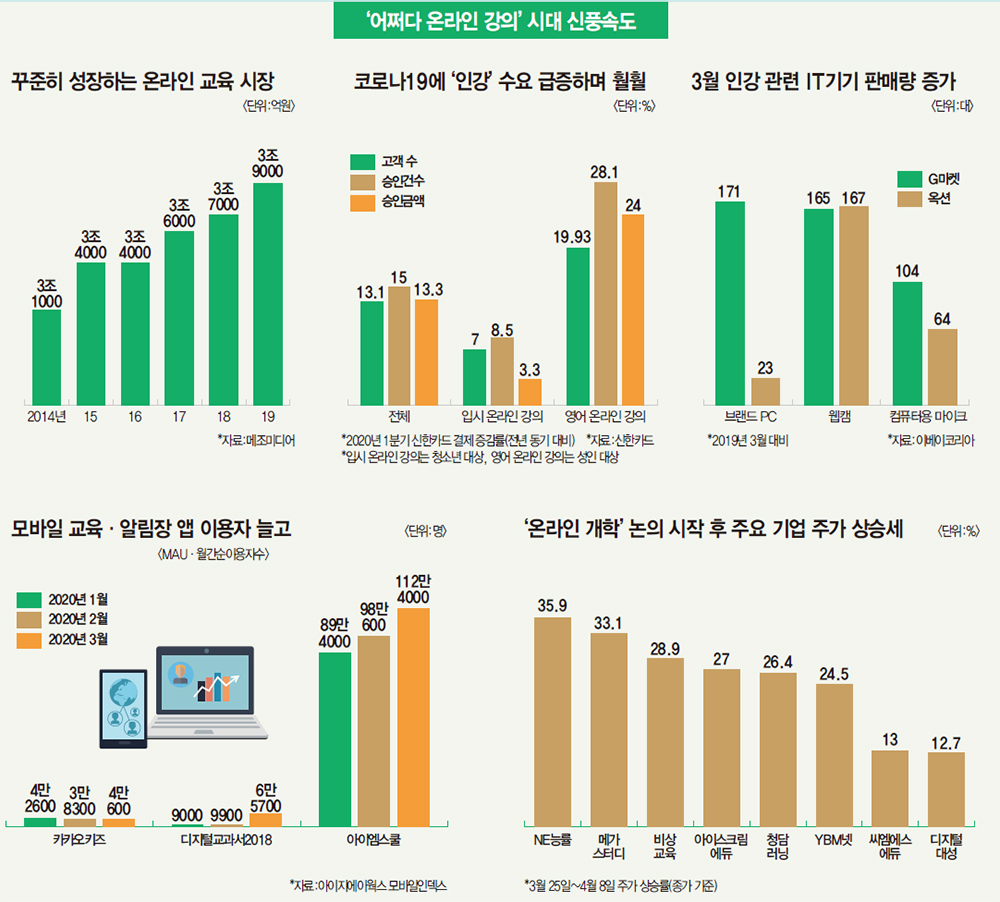 ‘어쩌다 온라인 강의’ 시대 신풍속도
꾸준히 성장하는 온라인 교육 시장
〈단위:억원〉
3조
1000
3조
4000
3조
4000
3조
6000
3조
7000
3조
9000
2014년 15 16 17 18 19
*자료:메조미디어
코로나19에 ‘인강’ 수요 급증하며 훨훨
〈단위:%〉
고객 수
승인건수
승인금액
13.1 15 13.3
7 8.5 3.3
19.93 28.1 24
전체 입시 온라인 강의 영어 온라인 강의
*2020년 1분기 신한카드 결제 증감률(전년 동기 대비) *자료:신한카드
*입시 온라인 강의는 청소년 대상, 영어 온라인 강의는 성인 대상
3월 인강 관련 IT기기 판매량 증가
〈단위:대〉
G마켓
옥션
171 23
165 167
104 64
브랜드 PC 웹캠 컴퓨터용 마이크
*2019년 3월 대비 *자료:이베이코리아
모바일 교육·알림장 앱 이용자 늘고
〈단위:명〉
〈MAU·월간순이용자수〉
2020년 1월
2020년 2월
2020년 3월
4만
2600
3만
8300
4만
600
9000 9900
6만
5700
89만
4000
98만
600
112만
4000
카카오키즈 디지털교과서2018 아이엠스쿨
*자료:아이지에이웍스 모바일인덱스
‘온라인 개학’ 논의 시작 후 주요 기업 주가 상승세
〈단위:%〉
35.9 33.1 28.9 27 26.4 24.5 13 12.7
NE능률
메가
스터디
비상
교육
아이스크림
에듀
청담
러닝
YBM넷
씨엠에스
에듀
디지털
대성
*3월 25일~4월 8일 주가 상승률(종가 기준)